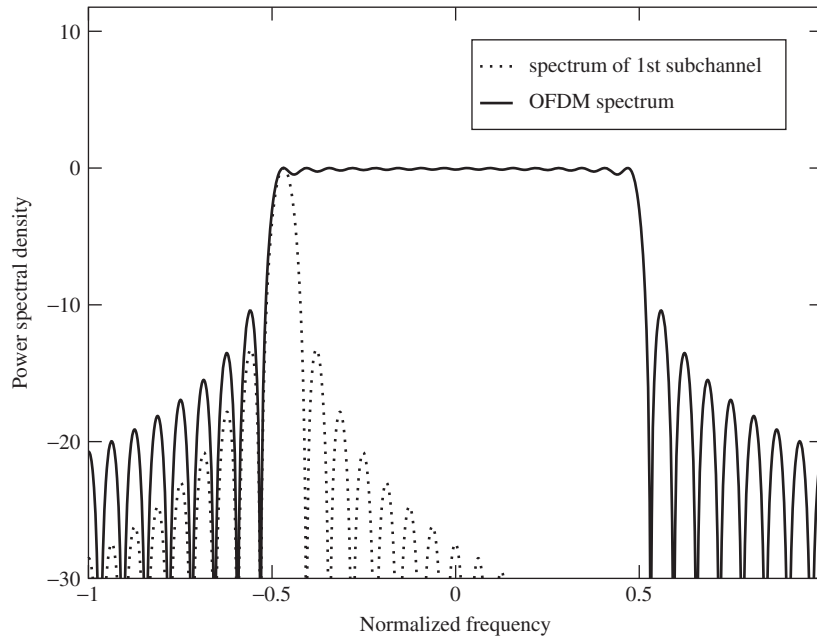 10
0
−10
−20
−30
Power spectral density
spectrum of 1st subchannel
OFDM spectrum
-1
−0.5
0
0.5
Normalized frequency